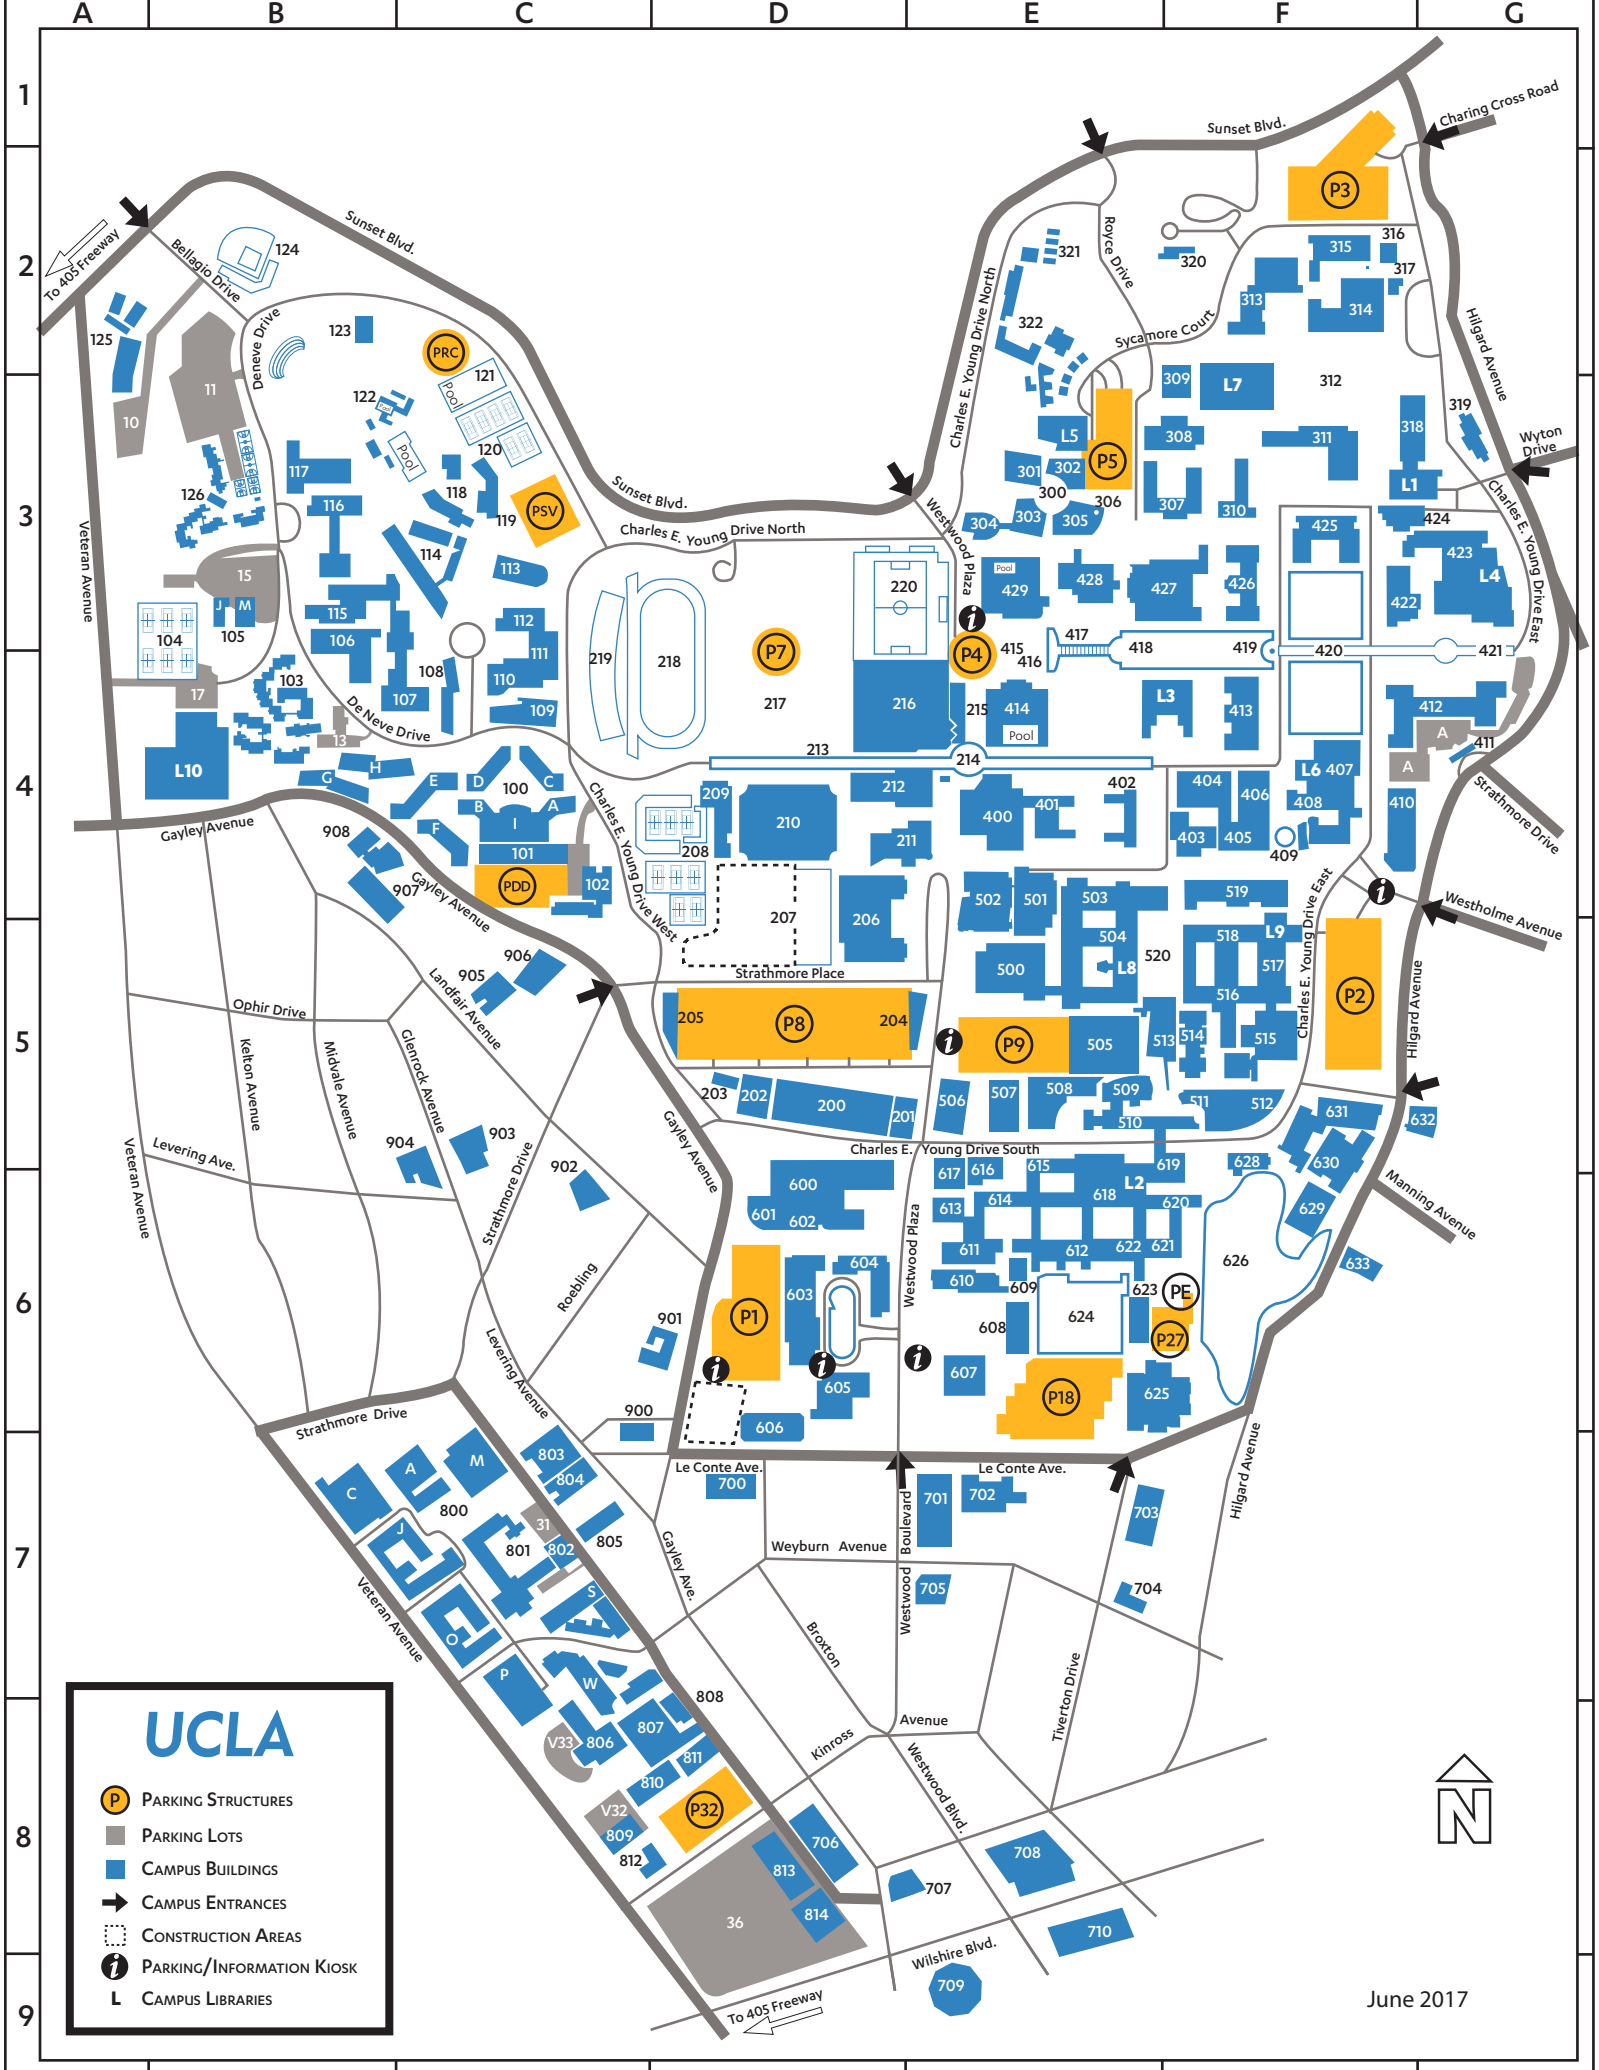 A B C D E F G
1
Charing Cross Road
Sunset Blvd.
P3
2
To 405 Freeway
Bellagio Drive
124
Sunset Blvd.
321
Royce Drive
320
315
316
317
313
314
125
Deneve Drive
123
PRC
Charles E. Young Drive North
322
Sycamore Court
Hilgard Avenue
11
10
122
Pool
121
Pool
120
Pool
309
L7
312
319
Wyton
Drive
L5
P5
308
311
318
117
118
126
116
119
PSV
Sunset Blvd.
301
302
300
306
303
304
305
307
310
L1
3
Charles E. Young Drive North
Westwood Plaza
425
424
423
L4
Charles E. Young Drive East
Veteran Avenue
114
113
15
J M
105
104
115
106
112
111
110
109
108
107
103
17
13
De Neve Drive
220
Pool
429
428
427
426
422
219
218
P7
217
216
P4
415
416
417
418
419
420
421
215
414
Pool
L3
413
412
A
411
A
213
214
4
L10
G
H
E
D
C
100
B
A
F
I
101
PDD
102
Charles E. Young Drive West
209
208
210
212
211
400
401
402
404
406
403
405
L6 407
408
409
410
Strathmore Drive
Gayley Avenue
908
907
Gayley Avenue
207
206
502
501
503
504
500
L8
520
519
518
L9
517
516
Charles E. Young Drive East
Westholme Avenue
P2
Hilgard Avenue
905
906
Landfair Avenue
Strathmore Place
5
Ophir Drive
Kelton Avenue
Midvale Avenue
Glenrock Avenue
205
P8
204
P9
505
513
514
515
203
202
200
201
506
507
508
509
510
511
512
631
632
630
Levering Ave.
Veteran Avenue
904
903
902
Strathmore Drive
Gayley Avenue
Charles E. Young Drive South
600
601
602
617
616
615
614
613
611
610
609
L2
618
619
620
612
622
621
628
629
633
Manning Avenue
Westwood Plaza
6
Roebling
901
P1
603
604
605
606
900
608
624
623
PE
P27
607
P18
625
626
Levering Avenue
Strathmore Drive
Le Conte Ave.
Le Conte Ave.
Hilgard Avenue
C
A
M
800
J
803
804
31
801
802
805
700
701
702
703
704
705
7
Weyburn Avenue
Westwood Boulevard
Gayley Ave.
Broxton
Tiverton Drive
Veteran Avenue
O
P
S
W
808
807
806
V33
811
810
P32
V32
809
812
Kinross
Avenue
Westwood Blvd.
8
813
706
814
707
708
36
710
Wilshire Blvd.
709
9
To 405 Freeway
UCLA
P Parking Structures
Parking Lots
Campus Buildings
Campus Entrances
Construction Areas
i Parking/Information Kiosk
L Campus Libraries
N
June 2017